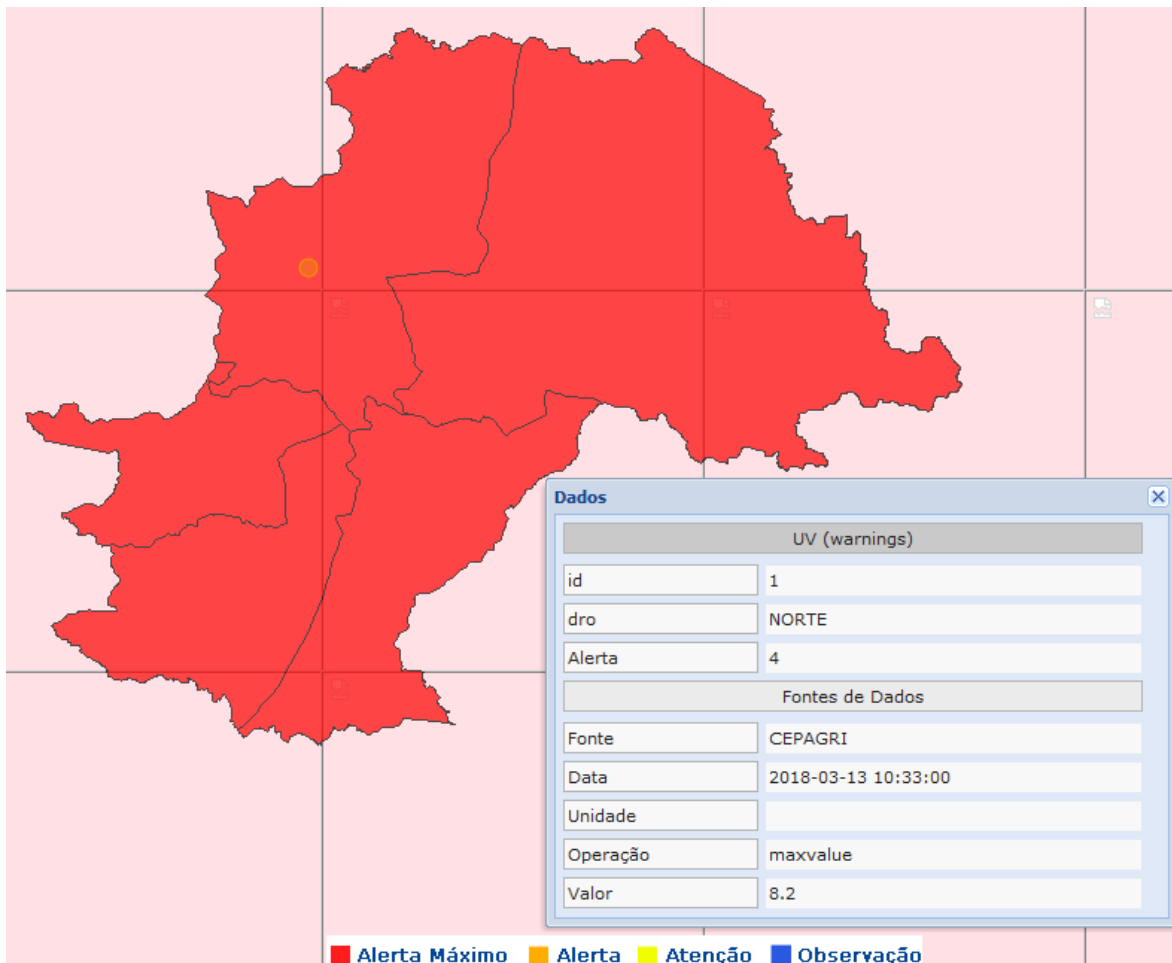 Dados
UV (warnings)
id 1
dro NORTE
Alerta 4
Fontes de Dados
Fonte CEPAGRI
Data 2018-03-13 10:33:00
Unidade
Operação maxvalue
Valor 8.2
Alerta Máximo Alerta Atenção Observação